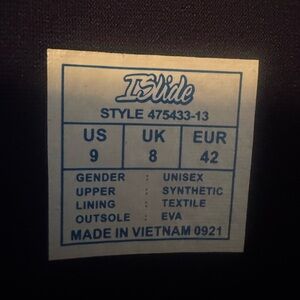 ISlide
STYLE 475433-13
US UK EUR
9 8 42
GENDER : UNISEX
UPPER : SYNTHETIC
LINING : TEXTILE
OUTSOLE : EVA
MADE IN VIETNAM 0921